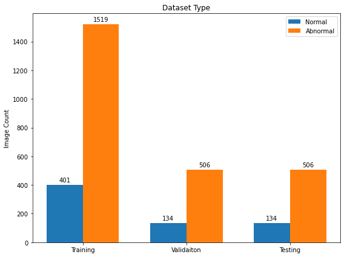 Dataset Type
Normal
Abnormal
Image Count
1400
1200
1000
800
600
400
200
0
401
1519
134
506
134
506
Training
Validaiton
Testing